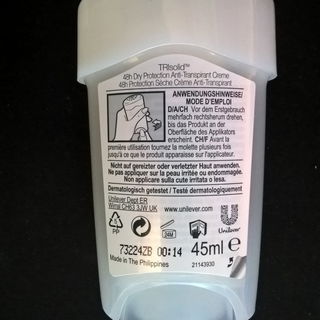 TRIsolid™
48h Dry Protection Anti-Transpirant Creme
48h Protection Sèche Crème Anti-Transpirant
ANWENDUNGSHINWEISE/
MODE D'EMPLOI
D/A/CH Vor dem Erstgebrauch
mehrfach rechtsherum drehen,
bis das Produkt an der
Oberfläche des Applikators
erscheint. CH/F Avant la
première utilisation tournez la molette plusieurs fois
jusqu'à ce que le produit apparaisse sur l'applicateur.
Nicht auf gereizter oder verletzter Haut anwenden.
Ne pas appliquer sur la peau irritée ou endommagée.
Non applicare sulla cute irritata o lesa.
Dermatologisch getestet / Testé dermatologiquement
Unilever Dept ER
Wirral CH63 3JW UK
www.unilever.com
5
PP
24M
Unilever
73224ZB 00:14
45ml e
Made in The Philippines
21143930